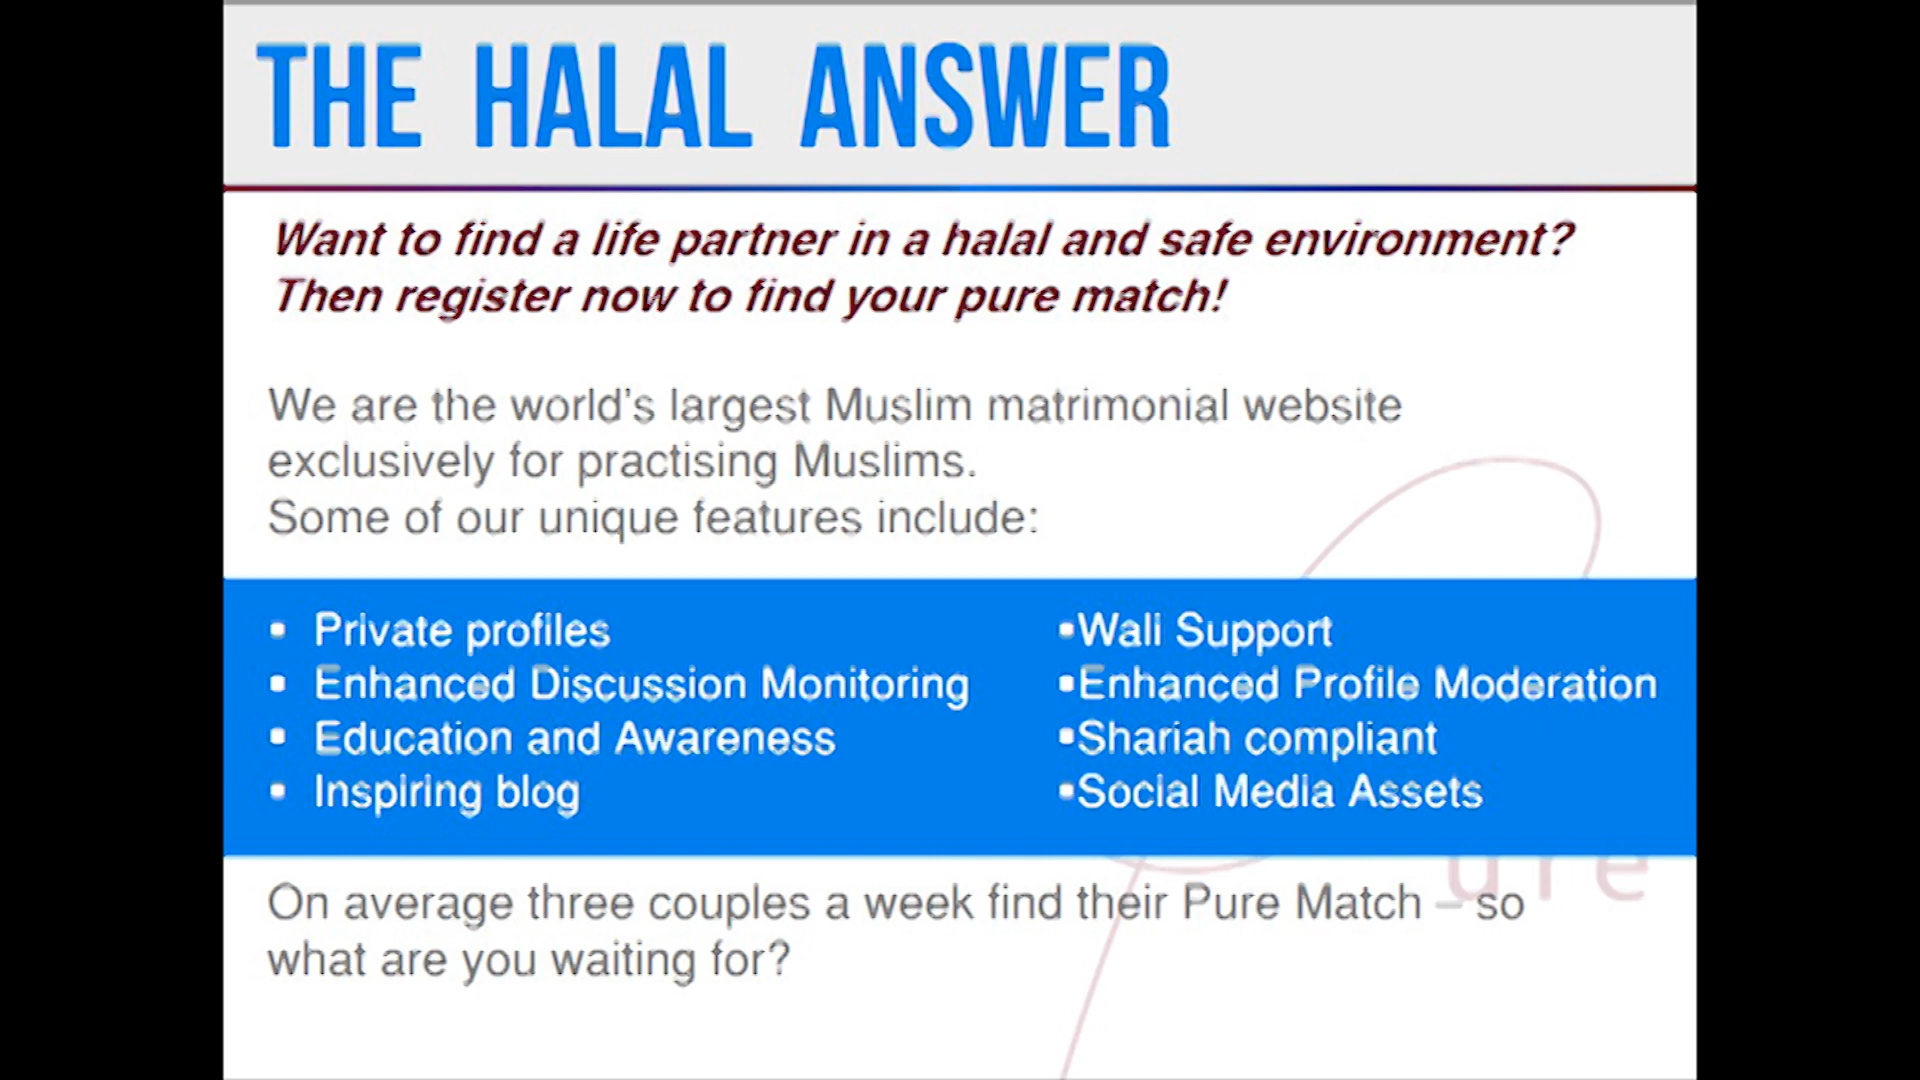 THE HALAL ANSWER
Want to find a life partner in a halal and safe environment?
Then register now to find your pure match!
We are the world's largest Muslim matrimonial website
exclusively for practising Muslims.
Some of our unique features include:
• Private profiles
• Enhanced Discussion Monitoring
• Education and Awareness
• Inspiring blog
▪Wali Support
▪Enhanced Profile Moderation
▪Shariah compliant
▪Social Media Assets
ure
On average three couples a week find their Pure Match – so
what are you waiting for?